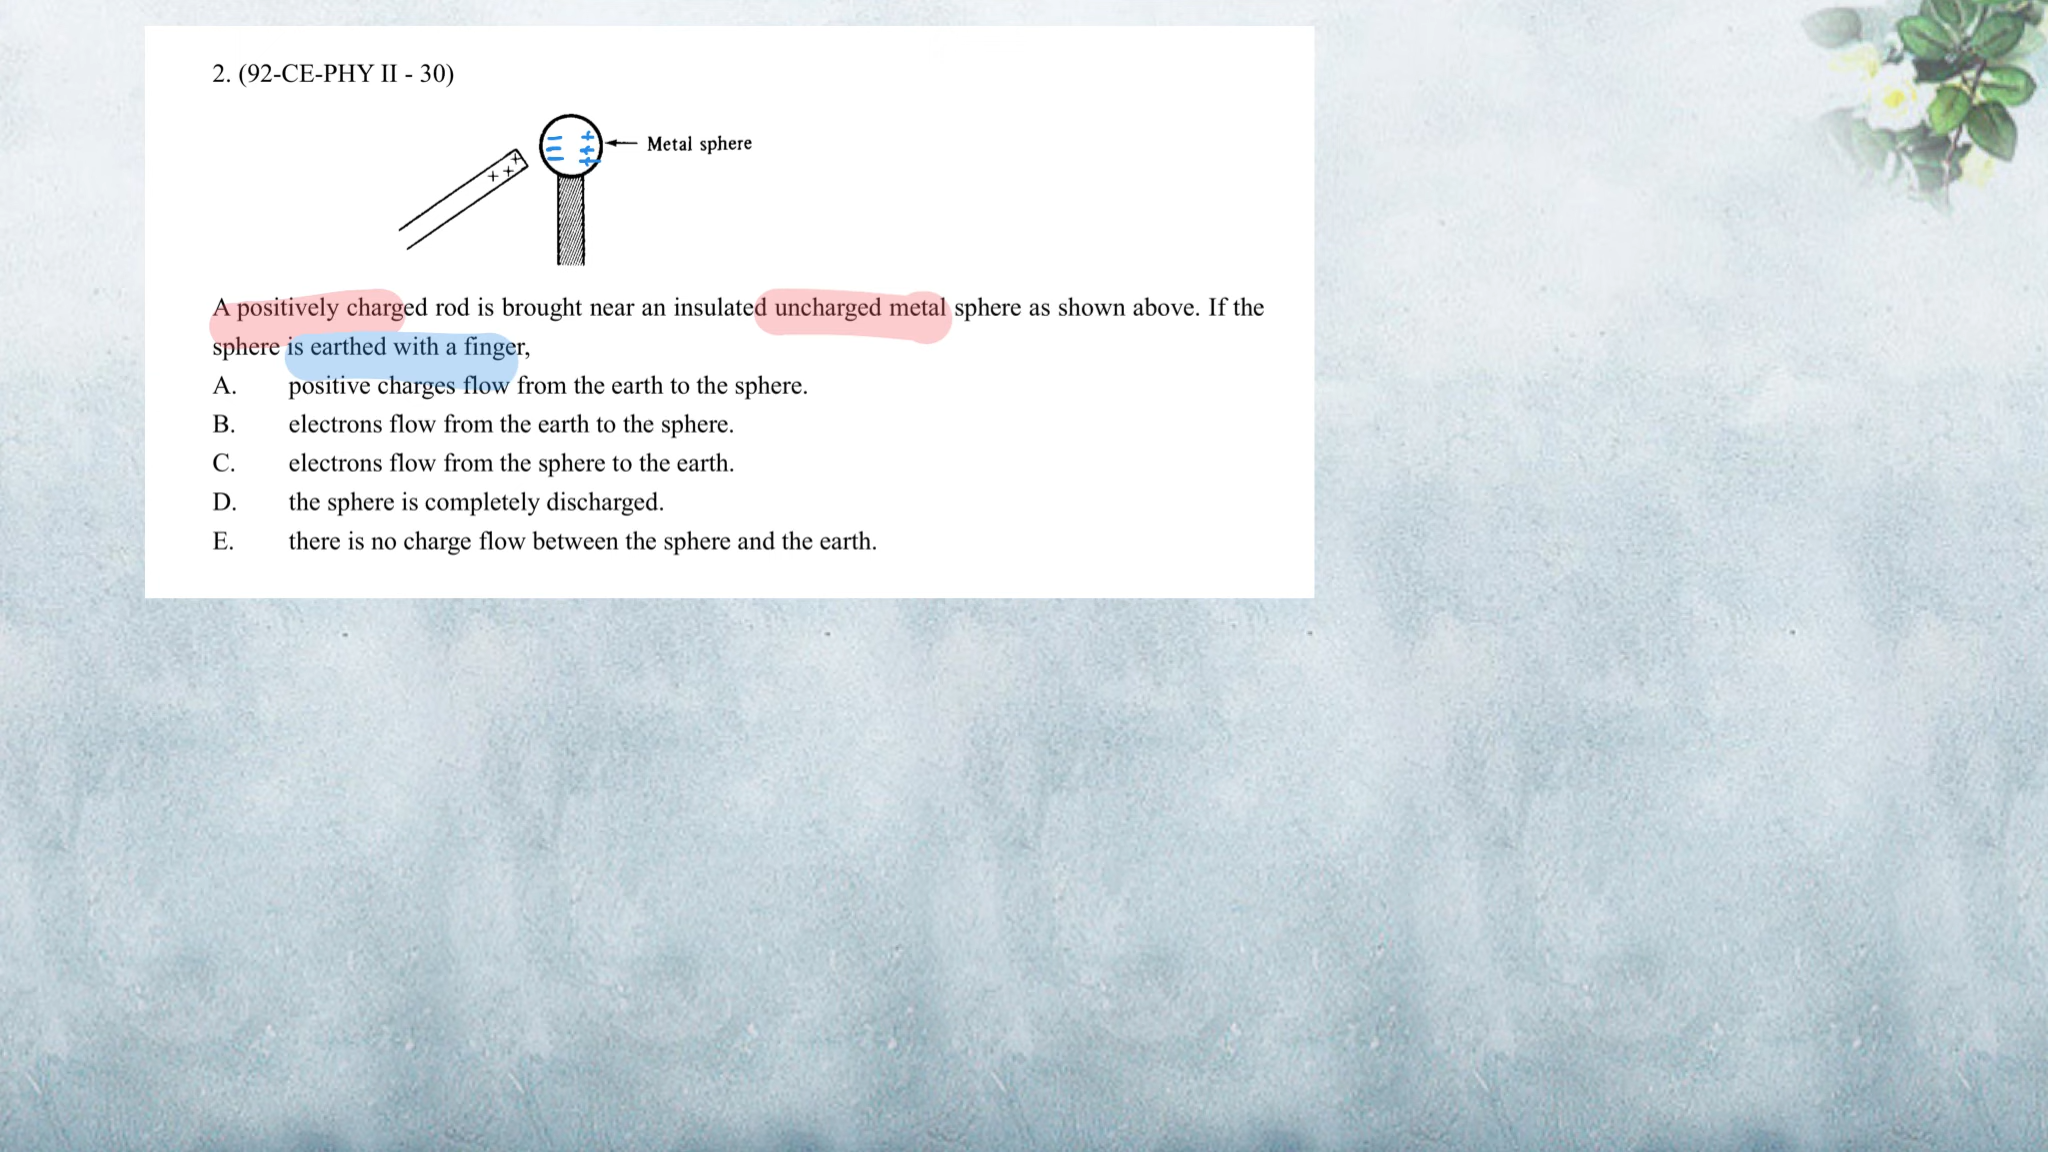 2. (92-CE-PHY II - 30)
Metal sphere
A positively charged rod is brought near an insulated uncharged metal sphere as shown above. If the
sphere is earthed with a finger,
A. positive charges flow from the earth to the sphere.
B. electrons flow from the earth to the sphere.
C. electrons flow from the sphere to the earth.
D. the sphere is completely discharged.
E. there is no charge flow between the sphere and the earth.